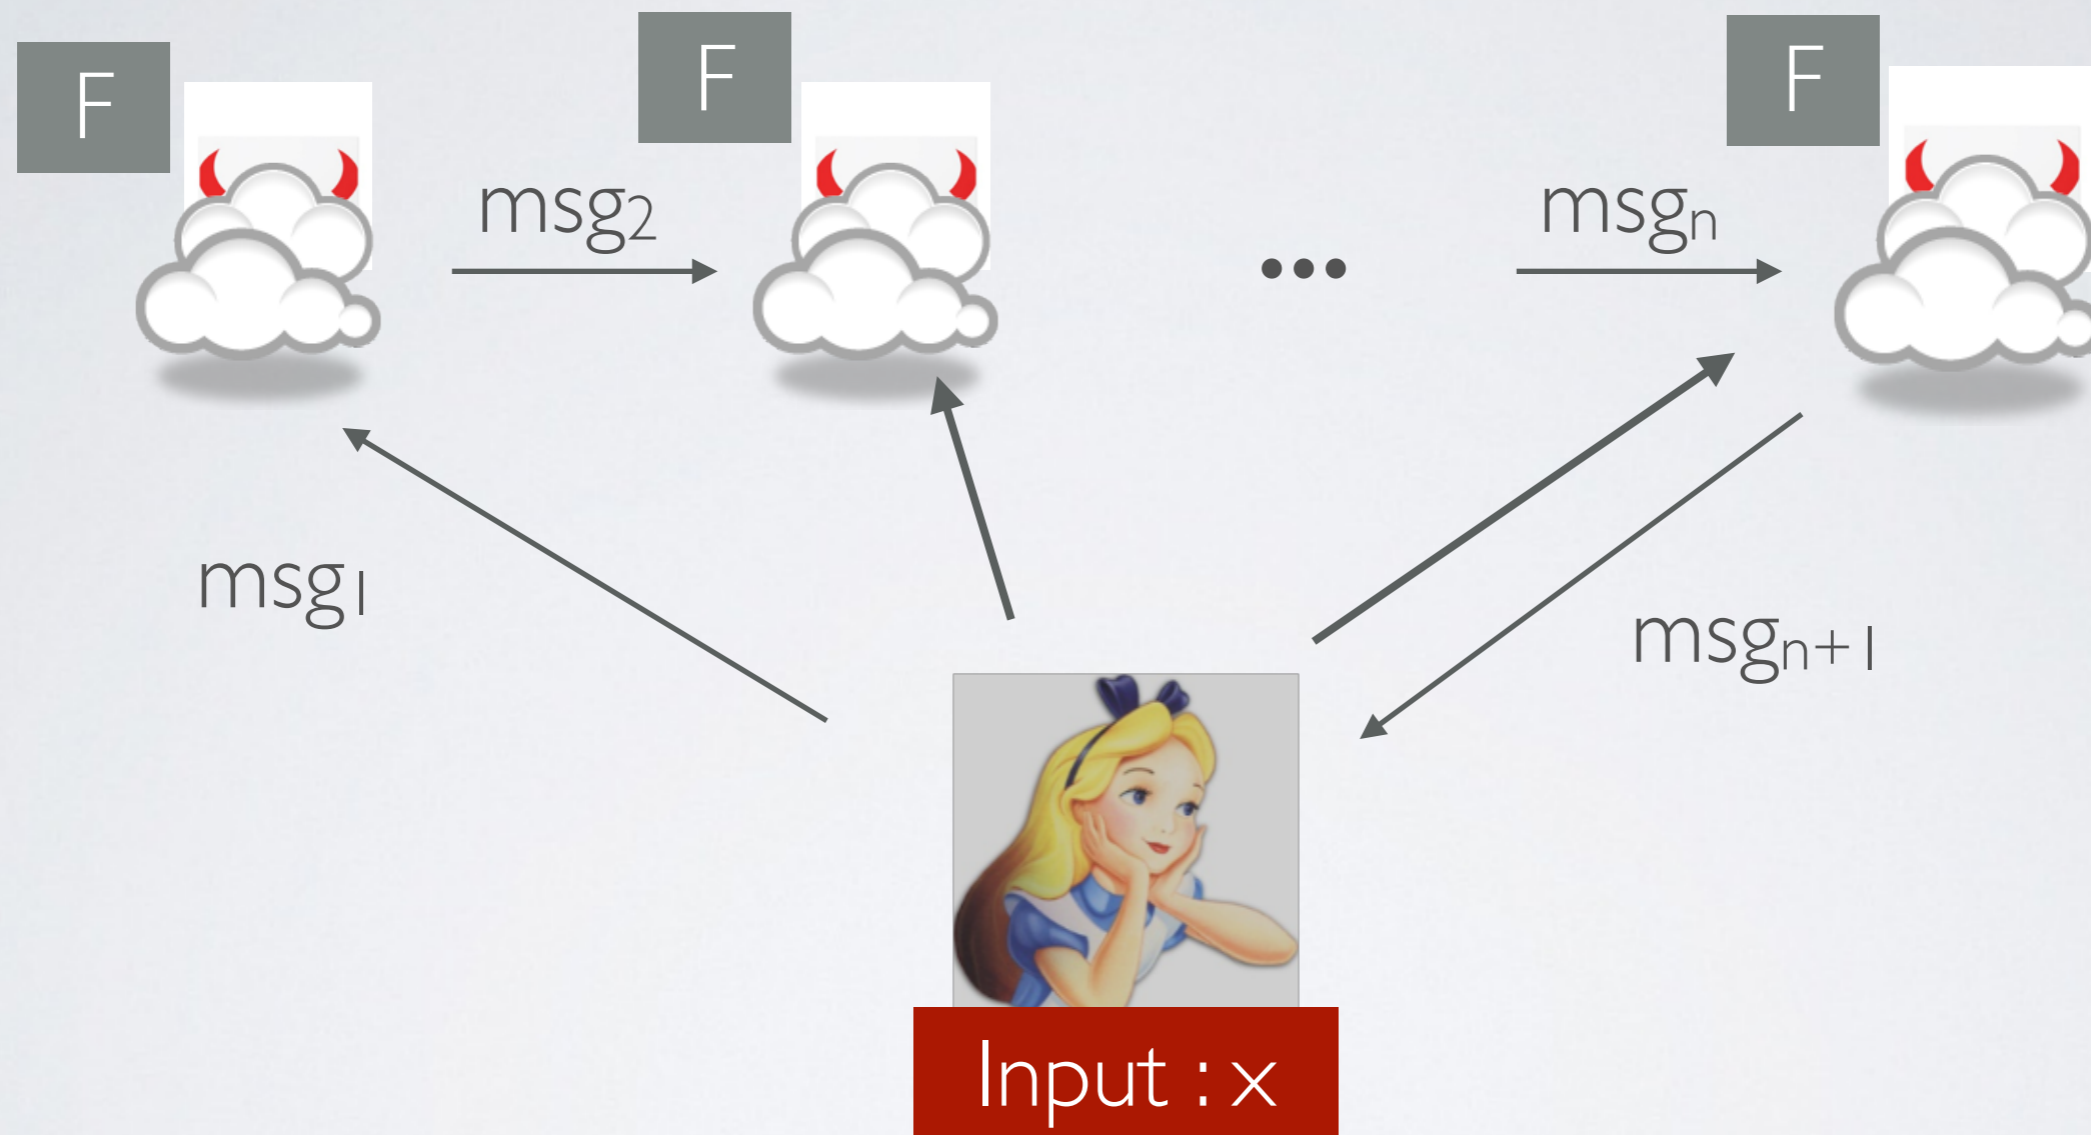 F
F
F
msg₂
•••
msgₙ
msg₁
msgₙ₊₁
Input : x